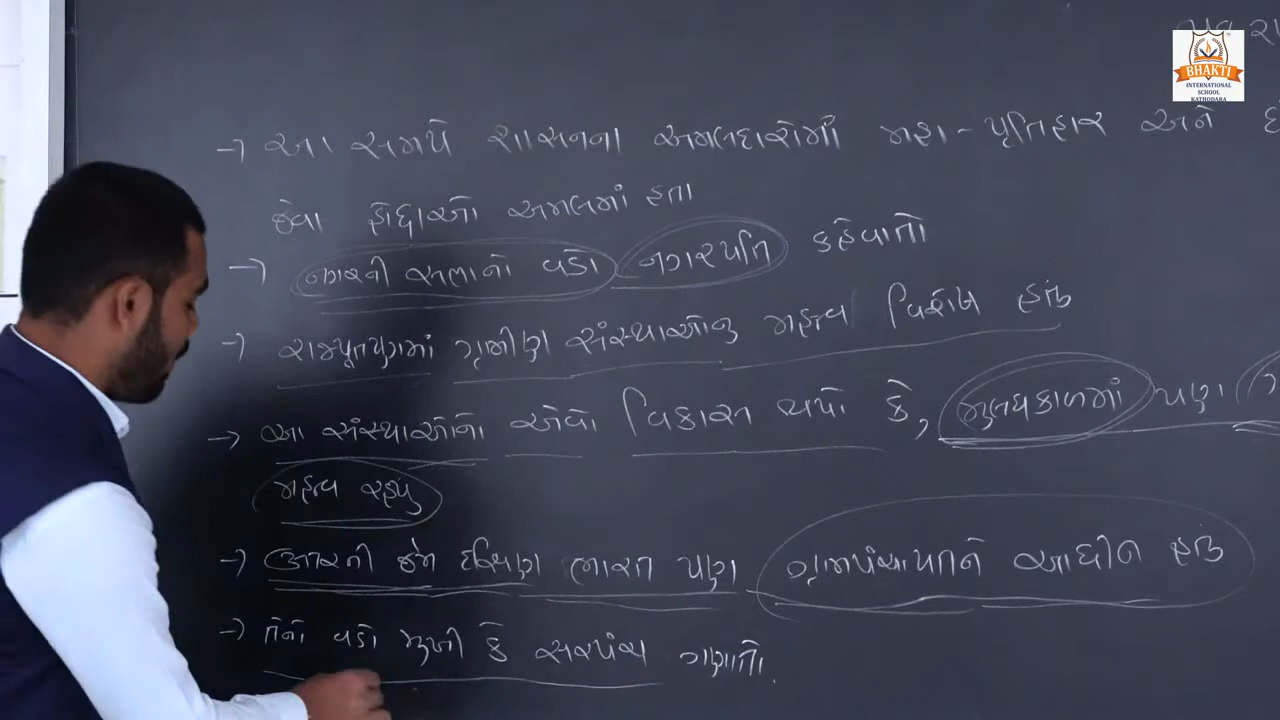 BHAKTI
INTERNATIONAL
SCHOOL
KATHODARA
→ આ સમયે શાસનના અમલદારોમાં મહા - પ્રતિહાર અને
જેવા હોદ્દાઓ અમલમાં હતા
→ નગરની સભાનો વડો નગરપતિ કહેવાતો
→ રાજપૂતયુગમાં ગ્રામીણ સંસ્થાઓનુ મહત્વ વિશેષ હતું
→ આ સંસ્થાઓનો એવો વિકાસ થયો કે, મુઘલકાળમાં પણ
મહત્વ રહ્યું
→ ઉત્તરની જેમ દક્ષિણ ભારત પણ ગ્રામપંચાયતને આધીન હતું
→ તેનો વડો મુખી કે સરપંચ ગણાતો.